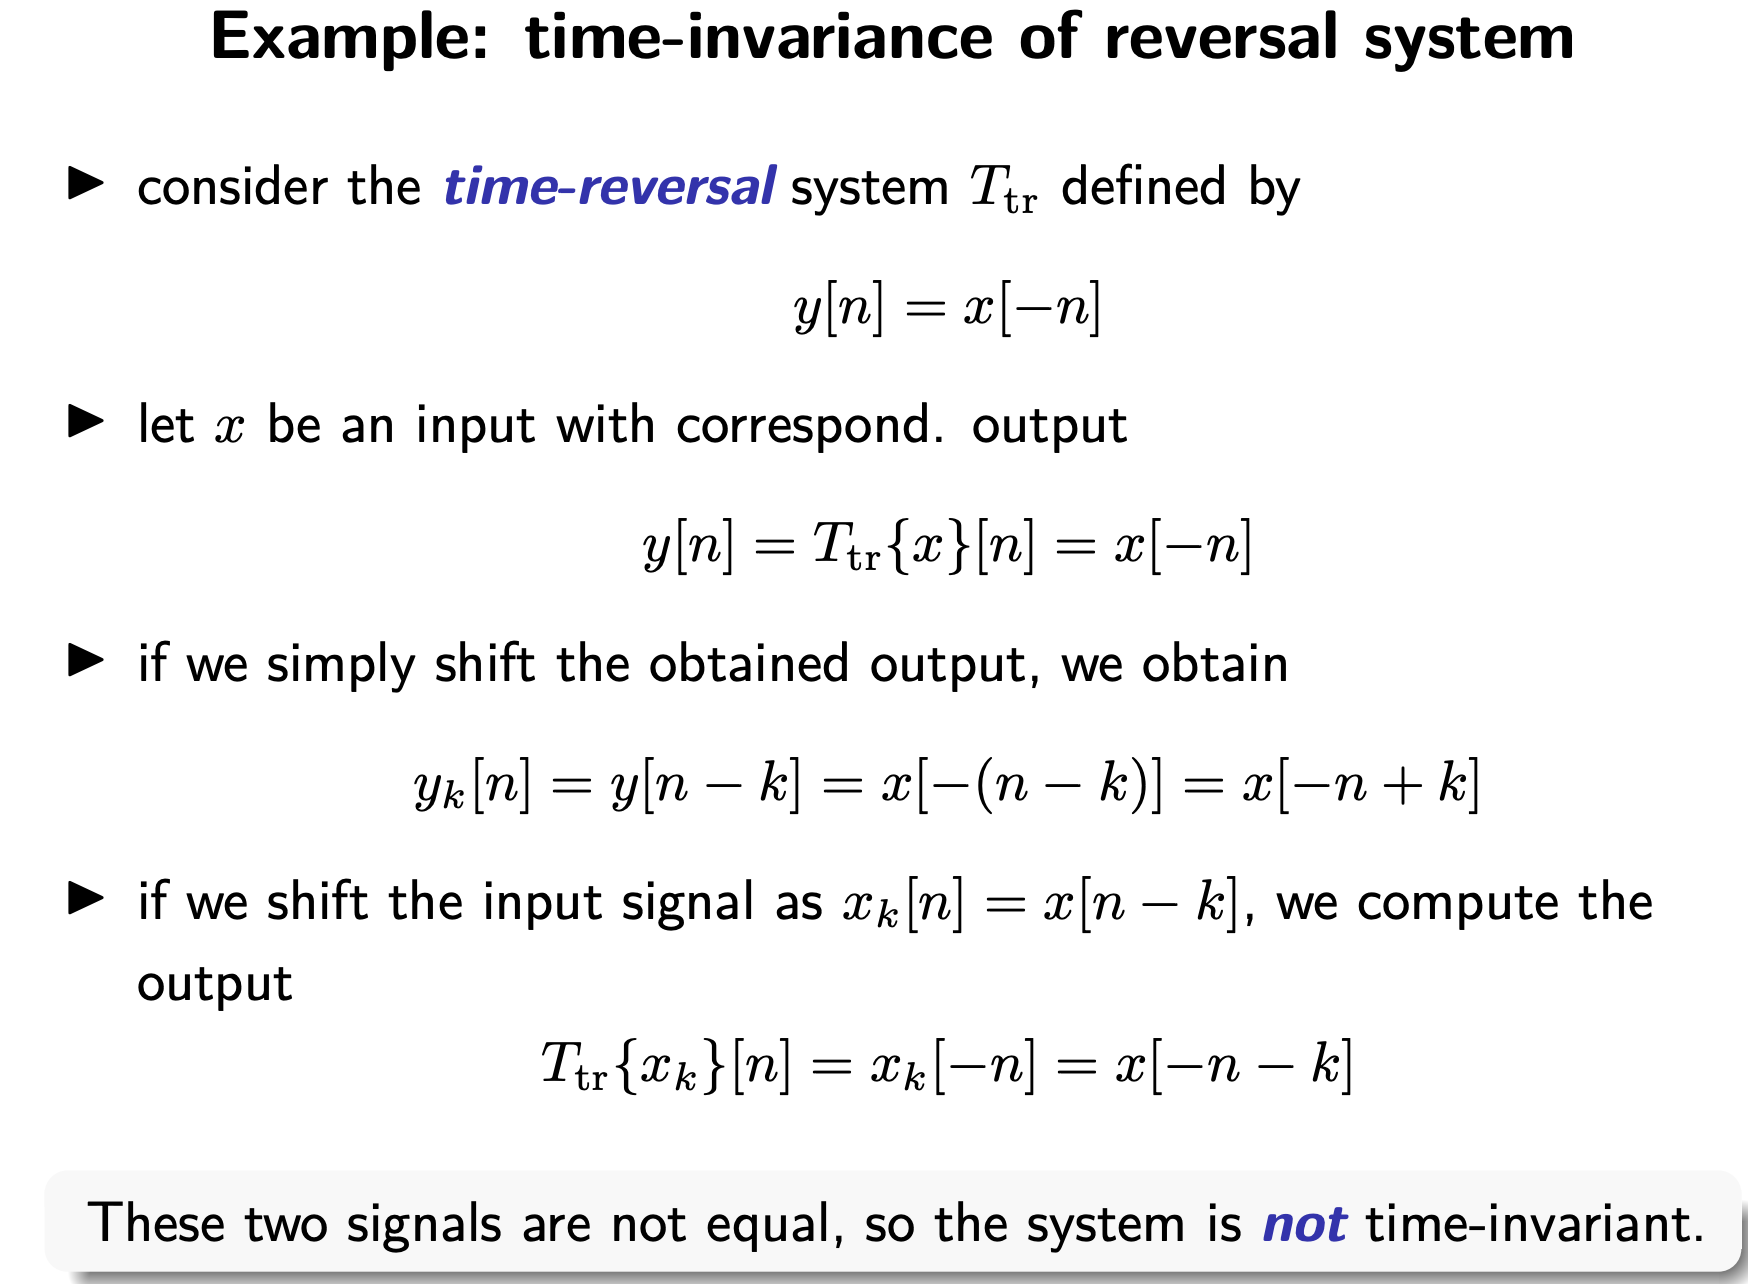 Example: time-invariance of reversal system
▶ consider the time-reversal system T_tr defined by
y[n] = x[−n]
▶ let x be an input with correspond. output
y[n] = T_tr{x}[n] = x[−n]
▶ if we simply shift the obtained output, we obtain
y_k[n] = y[n − k] = x[−(n − k)] = x[−n + k]
▶ if we shift the input signal as x_k[n] = x[n − k], we compute the
output
T_tr{x_k}[n] = x_k[−n] = x[−n − k]
These two signals are not equal, so the system is not time-invariant.